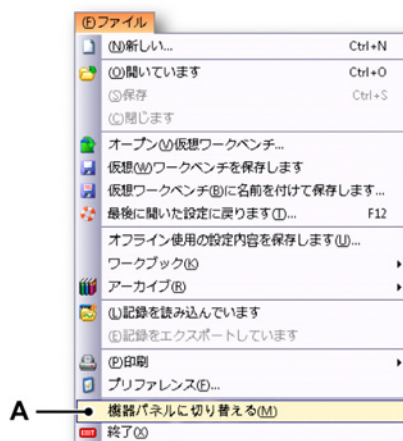 (F)ファイル
(N)新しい... Ctrl+N
(O)開いています Ctrl+O
(S)保存 Ctrl+S
(C)閉じます
オープン(V)仮想ワークベンチ...
仮想(W)ワークベンチを保存します
仮想ワークベンチ(B)に名前を付けて保存します...
最後に開いた設定に戻ります(T)... F12
オフライン使用の設定内容を保存します(U)...
ワークブック(K)
アーカイブ(R)
(L)記録を読み込んでいます
(E)記録をエクスポートしています
(P)印刷
プリファレンス(F)...
A 機器パネルに切り替える(M)
EXIT 終了(X)